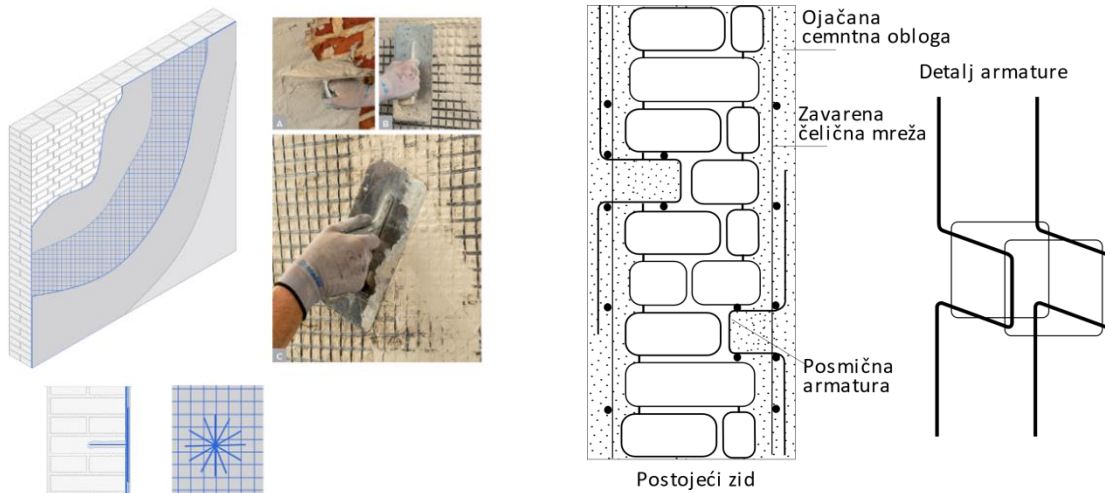 A
B
C
Ojačana
cemntna obloga
Detalj armature
Zavarena
čelična mreža
Posmična
armatura
Postojeći zid